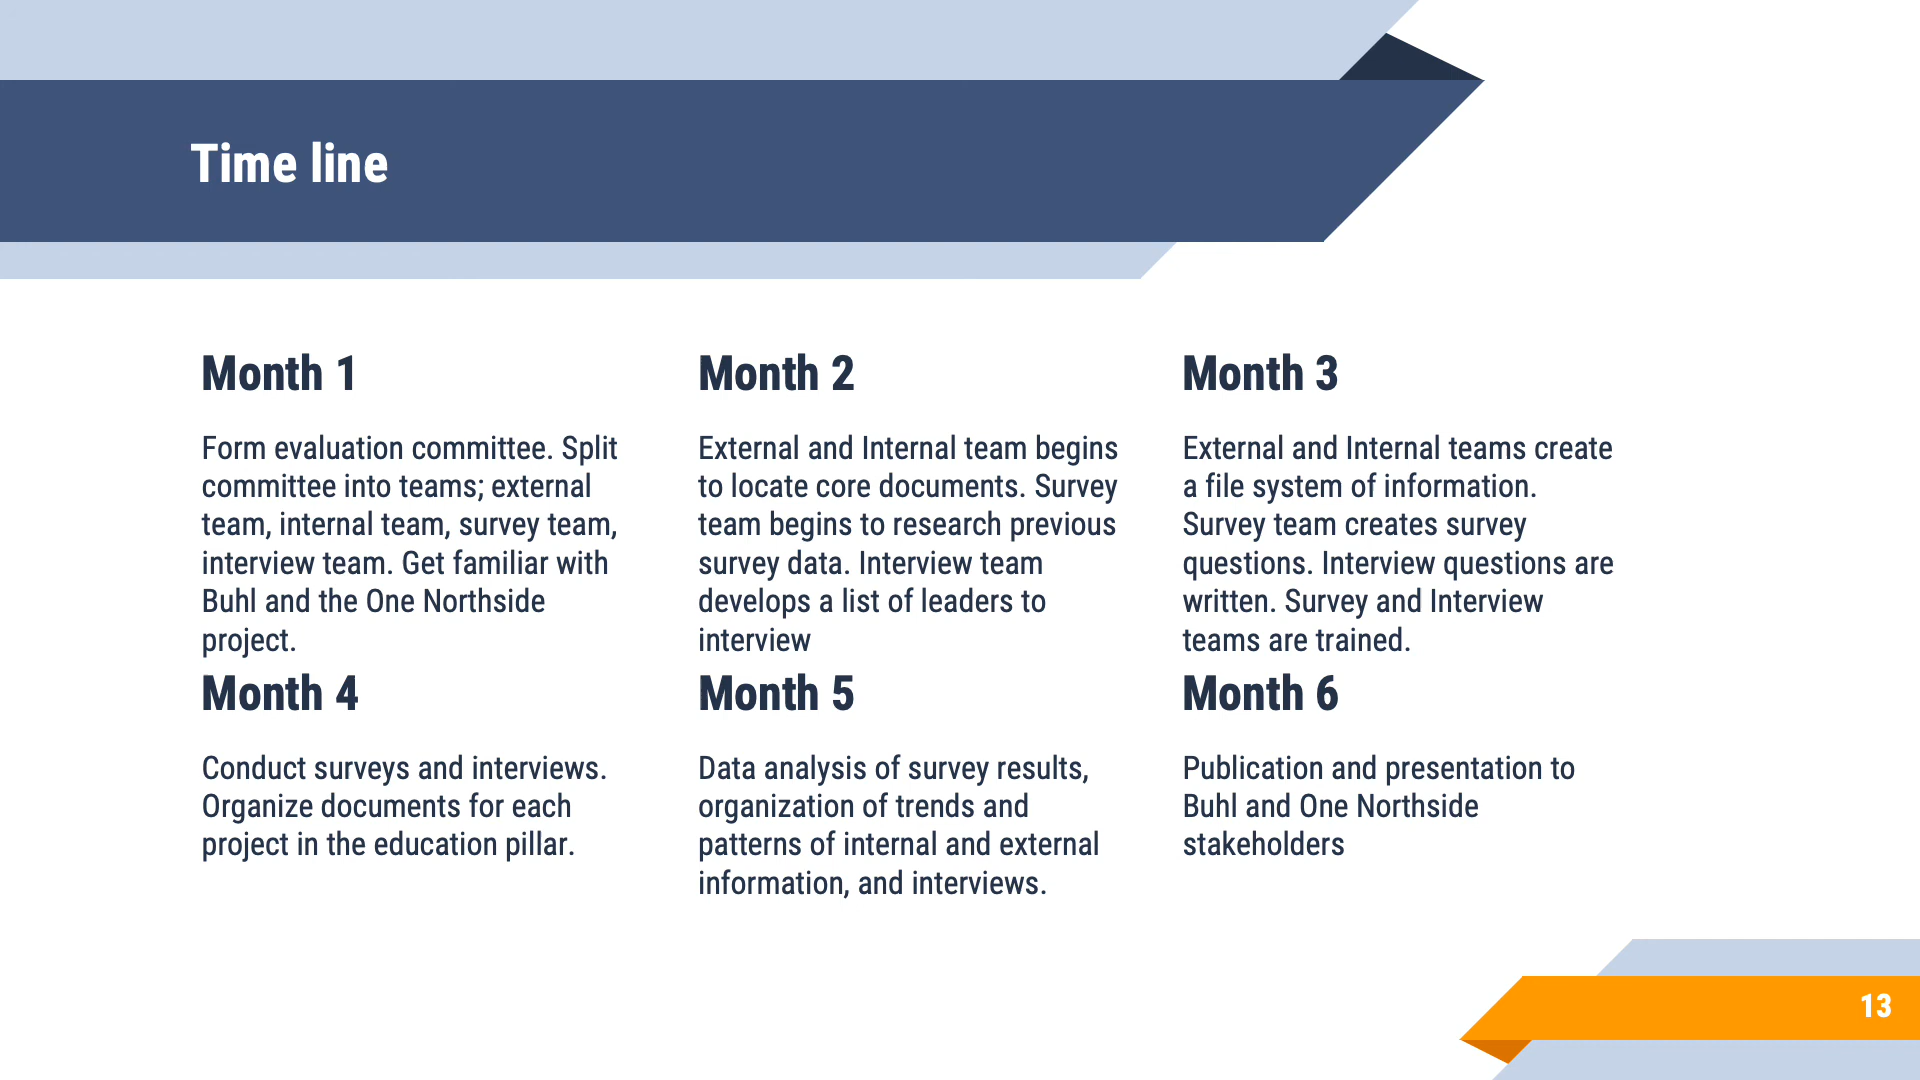 Time line
Month 1
Form evaluation committee. Split
committee into teams; external
team, internal team, survey team,
interview team. Get familiar with
Buhl and the One Northside
project.
Month 2
External and Internal team begins
to locate core documents. Survey
team begins to research previous
survey data. Interview team
develops a list of leaders to
interview
Month 3
External and Internal teams create
a file system of information.
Survey team creates survey
questions. Interview questions are
written. Survey and Interview
teams are trained.
Month 4
Conduct surveys and interviews.
Organize documents for each
project in the education pillar.
Month 5
Data analysis of survey results,
organization of trends and
patterns of internal and external
information, and interviews.
Month 6
Publication and presentation to
Buhl and One Northside
stakeholders
13